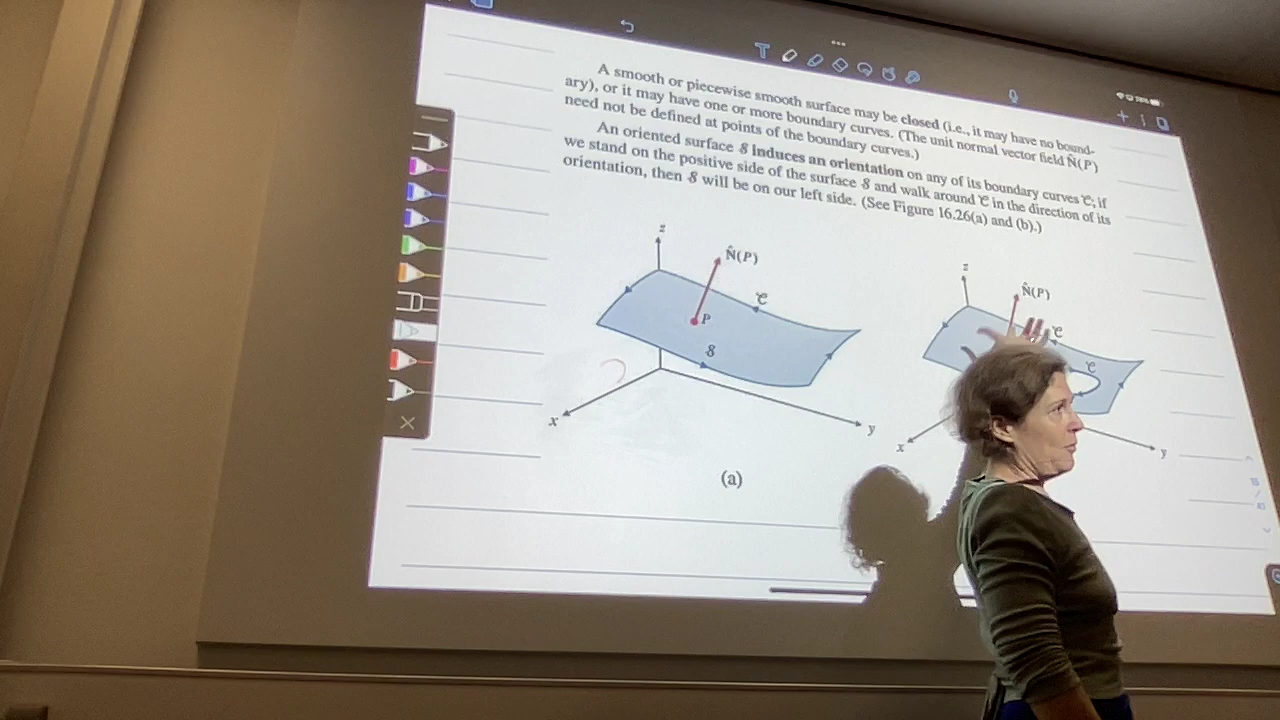 A smooth or piecewise smooth surface may be closed (i.e., it may have no bound-
ary), or it may have one or more boundary curves. (The unit normal vector field N̂(P)
need not be defined at points of the boundary curves.)
An oriented surface 𝒮 induces an orientation on any of its boundary curves 𝒞; if
we stand on the positive side of the surface 𝒮 and walk around 𝒞 in the direction of its
orientation, then 𝒮 will be on our left side. (See Figure 16.26(a) and (b).)
z
N̂(P)
𝒞
P
𝒮
x
y
(a)
z
N̂(P)
𝒞
𝒞
x
y